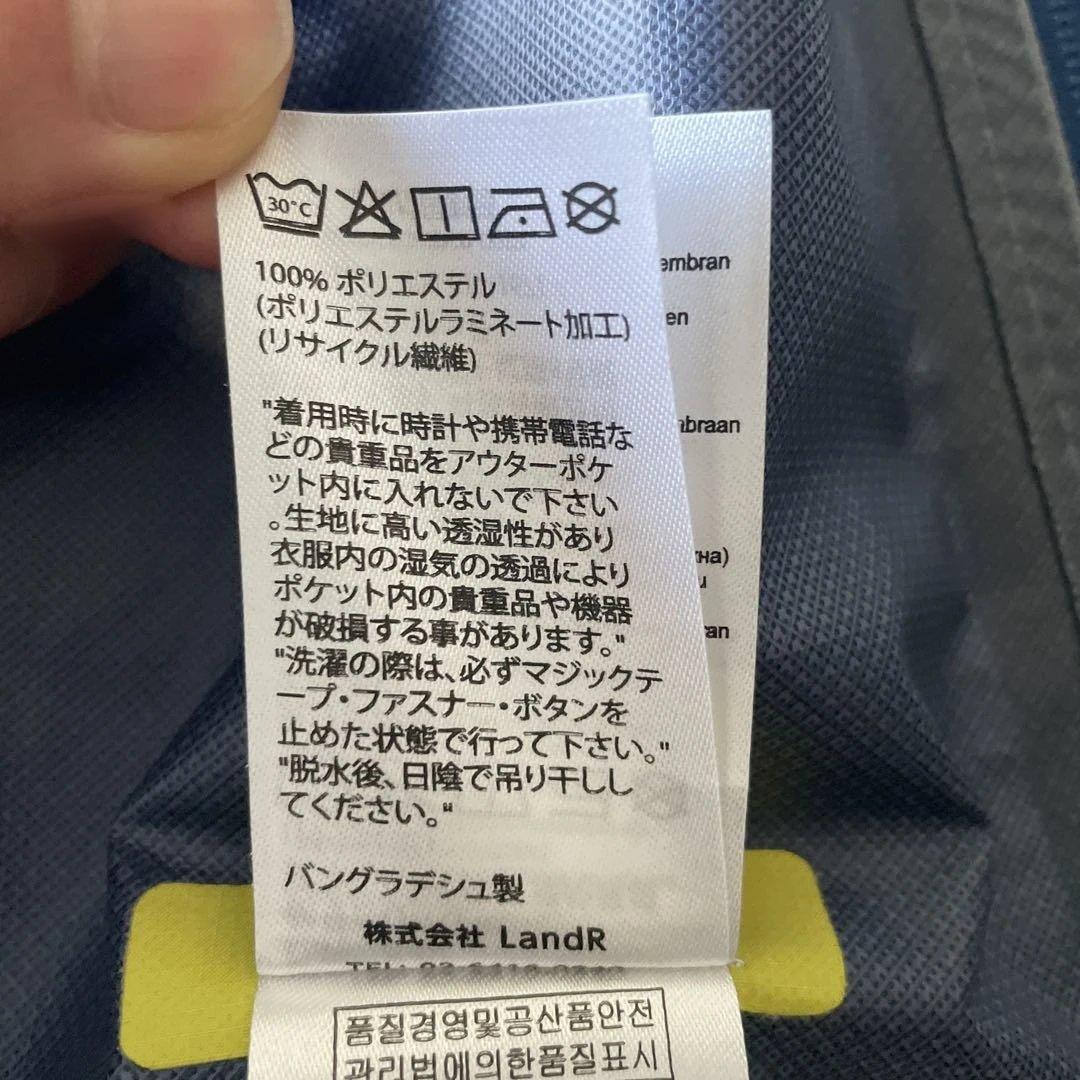 30°C
100% ポリエステル
(ポリエステルラミネート加工)
(リサイクル繊維)
"着用時に時計や携帯電話な
どの貴重品をアウターポケ
ット内に入れないで下さい
。生地に高い透湿性があり
衣服内の湿気の透過により
ポケット内の貴重品や機器
が破損する事があります。"
"洗濯の際は、必ずマジックテ
ープ・ファスナー・ボタンを
止めた状態で行って下さい。"
"脱水後、日陰で吊り干しし
てください。"
バングラデシュ製
株式会社 LandR
품질경영및공산품안전
관리법에의한품질표시
embran
en
braan
кна)
ran